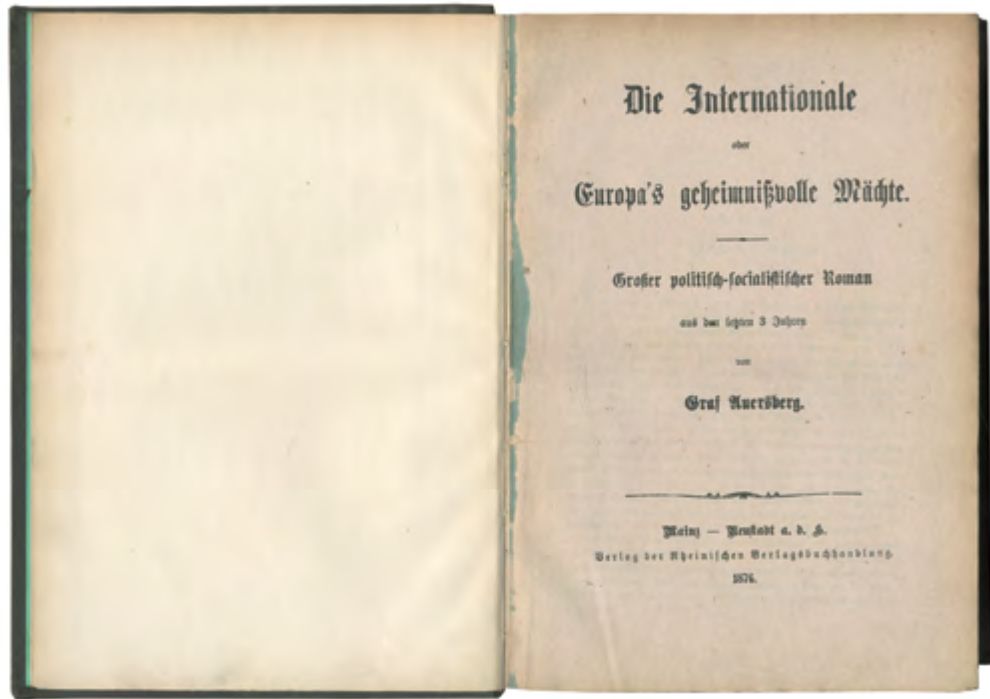 Die Internationale
oder
Europa's geheimnißvolle Mächte.
Großer politisch-socialistischer Roman
aus den letzten 3 Jahren
von
Graf Auersberg.
Mainz — Neustadt a. d. H.
Verlag der Rheinischen Verlagsbuchhandlung.
1876.